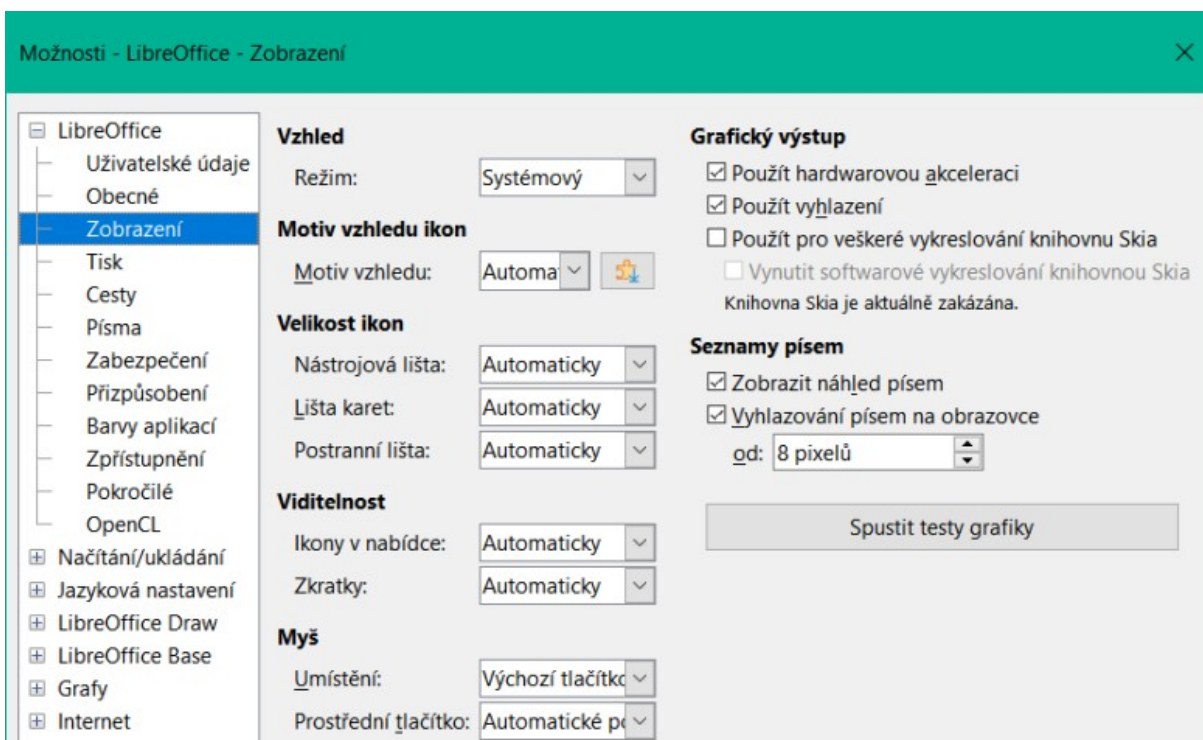 Možnosti - LibreOffice - Zobrazení
LibreOffice
Uživatelské údaje
Obecné
Zobrazení
Tisk
Cesty
Písma
Zabezpečení
Přizpůsobení
Barvy aplikací
Zpřístupnění
Pokročilé
OpenCL
Načítání/ukládání
Jazyková nastavení
LibreOffice Draw
LibreOffice Base
Grafy
Internet
Vzhled
Režim: Systémový
Motiv vzhledu ikon
Motiv vzhledu: Automa
Velikost ikon
Nástrojová lišta: Automaticky
Lišta karet: Automaticky
Postranní lišta: Automaticky
Viditelnost
Ikony v nabídce: Automaticky
Zkratky: Automaticky
Myš
Umístění: Výchozí tlačítko
Prostřední tlačítko: Automatické po
Grafický výstup
Použít hardwarovou akceleraci
Použít vyhlazení
Použít pro veškeré vykreslování knihovnu Skia
Vynutit softwarové vykreslování knihovnou Skia
Knihovna Skia je aktuálně zakázána.
Seznamy písem
Zobrazit náhled písem
Vyhlazování písem na obrazovce
od: 8 pixelů
Spustit testy grafiky